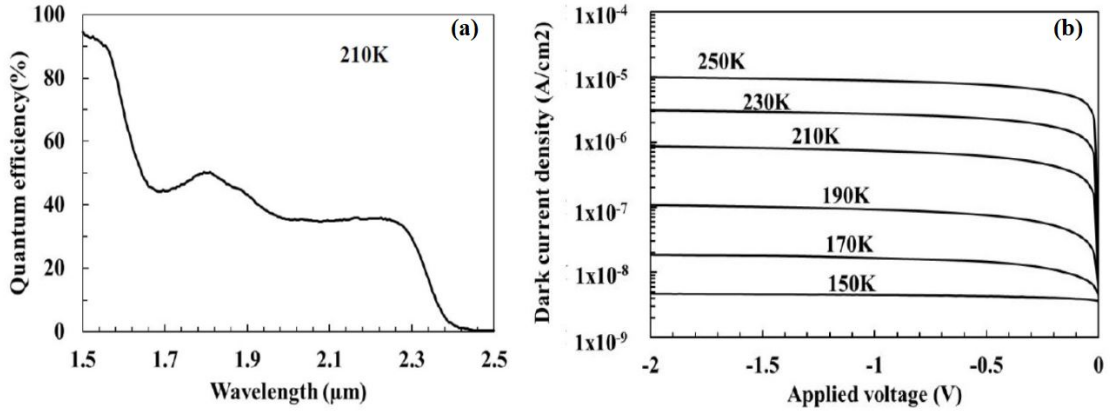 (a)
210K
Quantum efficiency(%)
100
80
60
40
20
0
1.5
1.7
1.9
2.1
2.3
2.5
Wavelength (µm)
(b)
Dark current density (A/cm2)
1x10⁻⁴
1x10⁻⁵
1x10⁻⁶
1x10⁻⁷
1x10⁻⁸
1x10⁻⁹
250K
230K
210K
190K
170K
150K
-2
-1.5
-1
-0.5
0
Applied voltage (V)